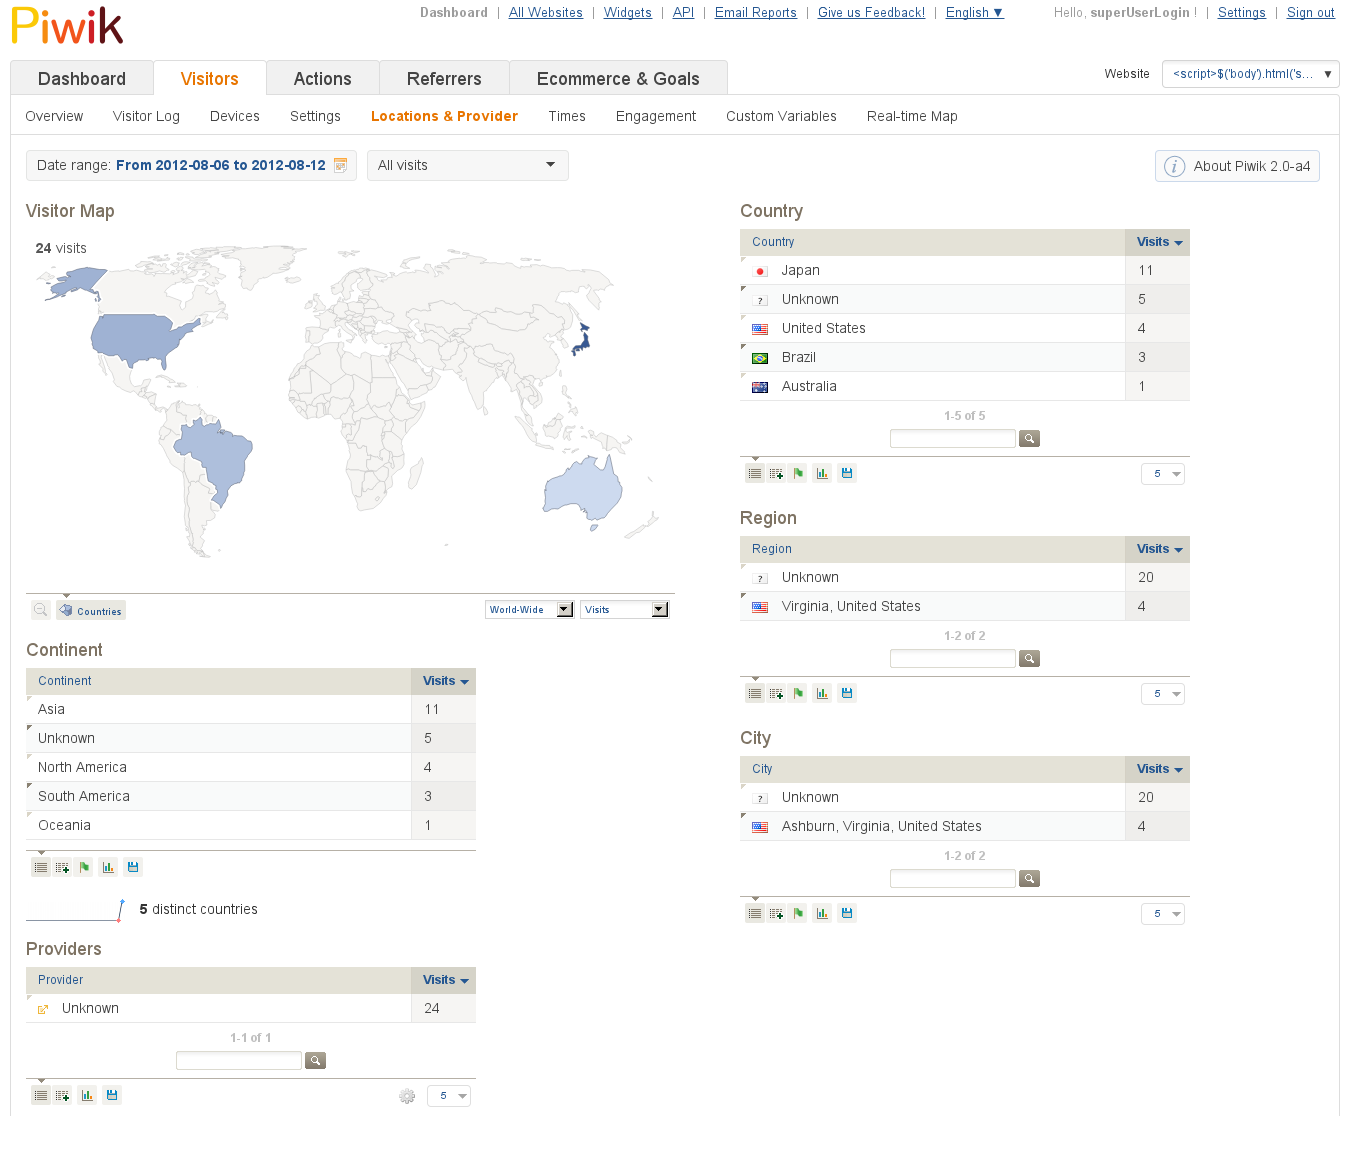 Piwik
Dashboard | All Websites | Widgets | API | Email Reports | Give us Feedback! | English ▼
Hello, superUserLogin ! | Settings | Sign out
Dashboard Visitors Actions Referrers Ecommerce & Goals
Website <script>$('body').html('s... ▼
Overview Visitor Log Devices Settings Locations & Provider Times Engagement Custom Variables Real-time Map
Date range: From 2012-08-06 to 2012-08-12
All visits
About Piwik 2.0-a4
Visitor Map
24 visits
Countries
World-Wide
Visits
Continent
Continent Visits
Asia 11
Unknown 5
North America 4
South America 3
Oceania 1
5 distinct countries
Providers
Provider Visits
Unknown 24
1-1 of 1
5
Country
Country Visits
Japan 11
? Unknown 5
United States 4
Brazil 3
Australia 1
1-5 of 5
5
Region
Region Visits
? Unknown 20
Virginia, United States 4
1-2 of 2
5
City
City Visits
? Unknown 20
Ashburn, Virginia, United States 4
1-2 of 2
5